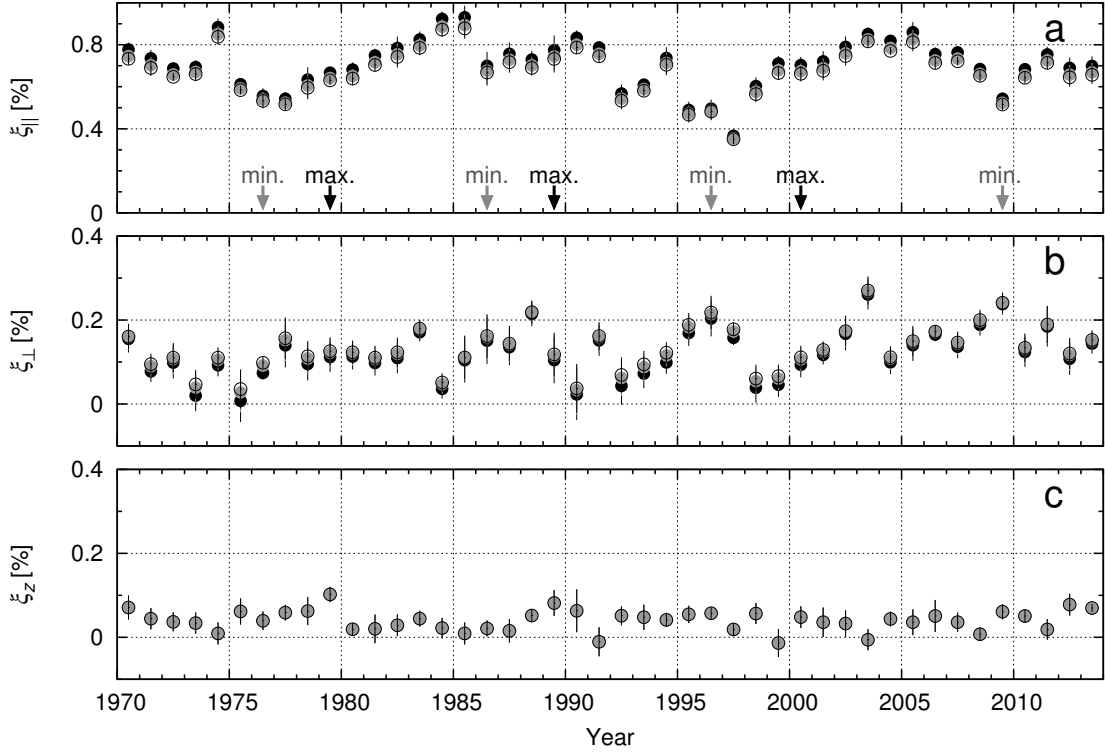 a
0.8
0.4
0
ξ∥ [%]
min. max. min. max. min. max. min.
b
0.4
0.2
0
ξ⊥ [%]
c
0.4
0.2
0
ξz [%]
1970 1975 1980 1985 1990 1995 2000 2005 2010
Year